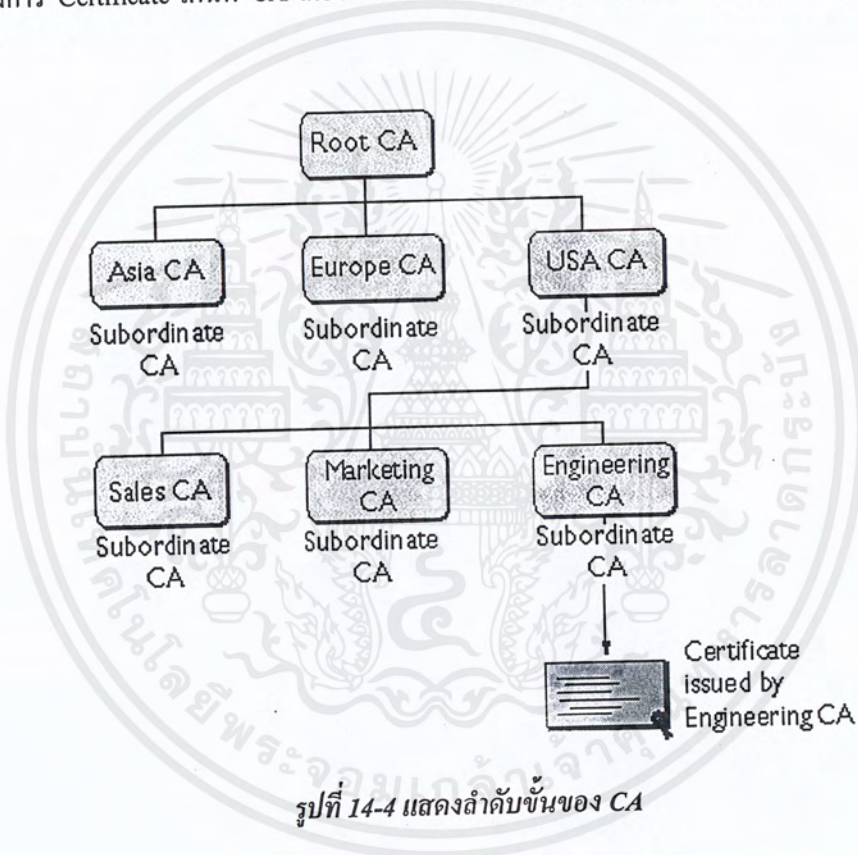 Certificate
Root CA
Asia CA
Europe CA
USA CA
Subordinate
CA
Subordinate
CA
Subordinate
CA
Sales CA
Marketing
CA
Engineering
CA
Subordinate
CA
Subordinate
CA
Subordinate
CA
Certificate
issued by
Engineering CA
รูปที่ 14-4 แสดงลำดับชั้นของ CA